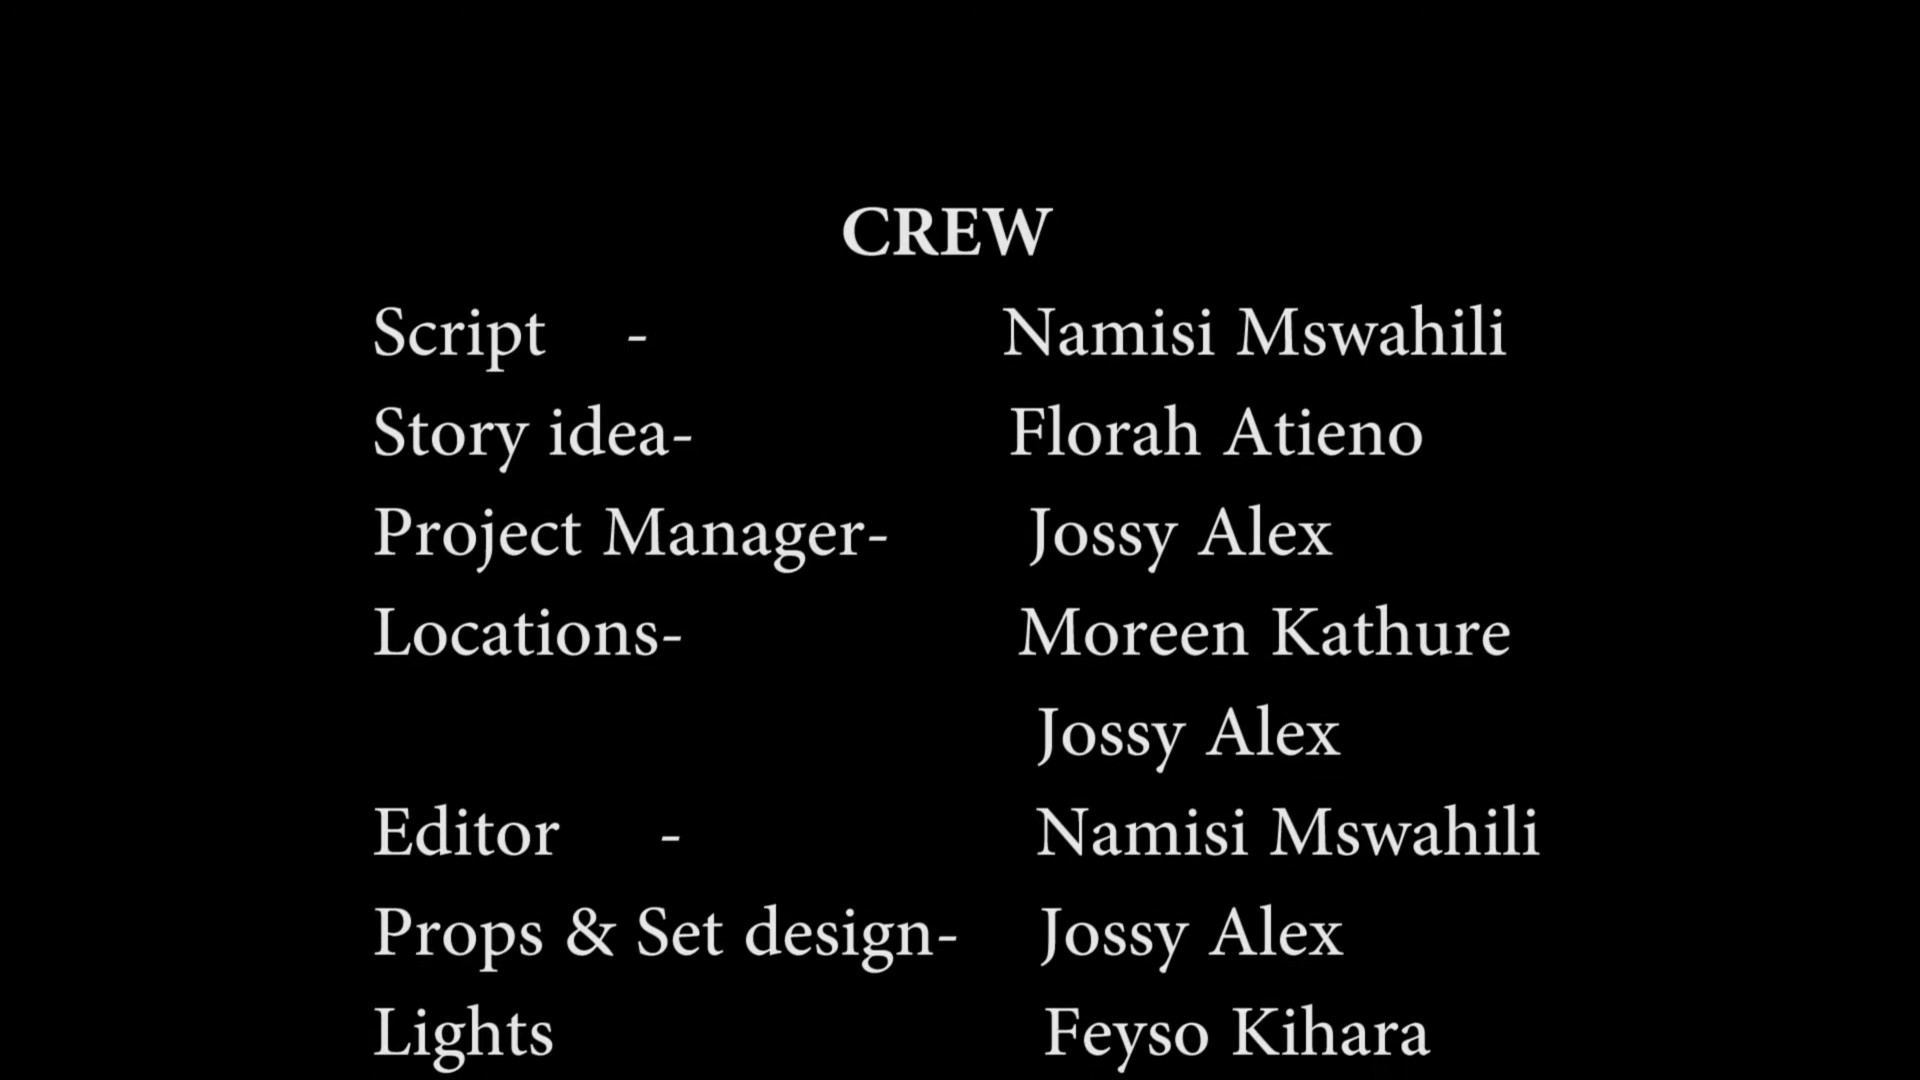 CREW
Script - Namisi Mswahili
Story idea- Florah Atieno
Project Manager- Jossy Alex
Locations- Moreen Kathure
Jossy Alex
Editor - Namisi Mswahili
Props & Set design- Jossy Alex
Lights Feyso Kihara